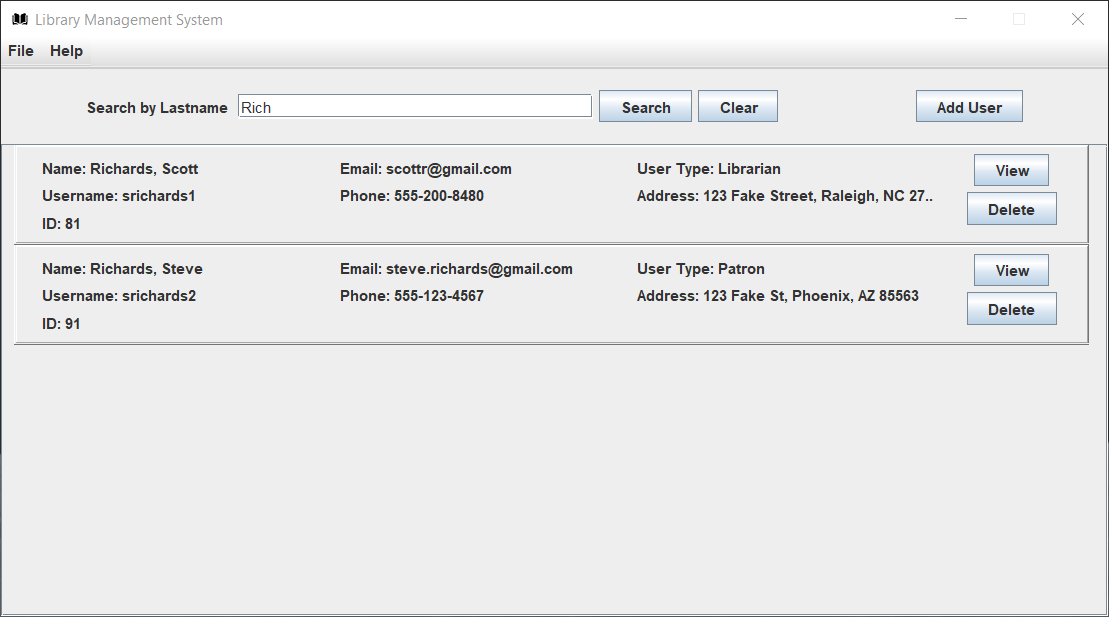 Library Management System
File Help
Search by Lastname Rich Search Clear Add User
Name: Richards, Scott Email: scottr@gmail.com User Type: Librarian View
Username: srichards1 Phone: 555-200-8480 Address: 123 Fake Street, Raleigh, NC 27.. Delete
ID: 81
Name: Richards, Steve Email: steve.richards@gmail.com User Type: Patron View
Username: srichards2 Phone: 555-123-4567 Address: 123 Fake St, Phoenix, AZ 85563 Delete
ID: 91